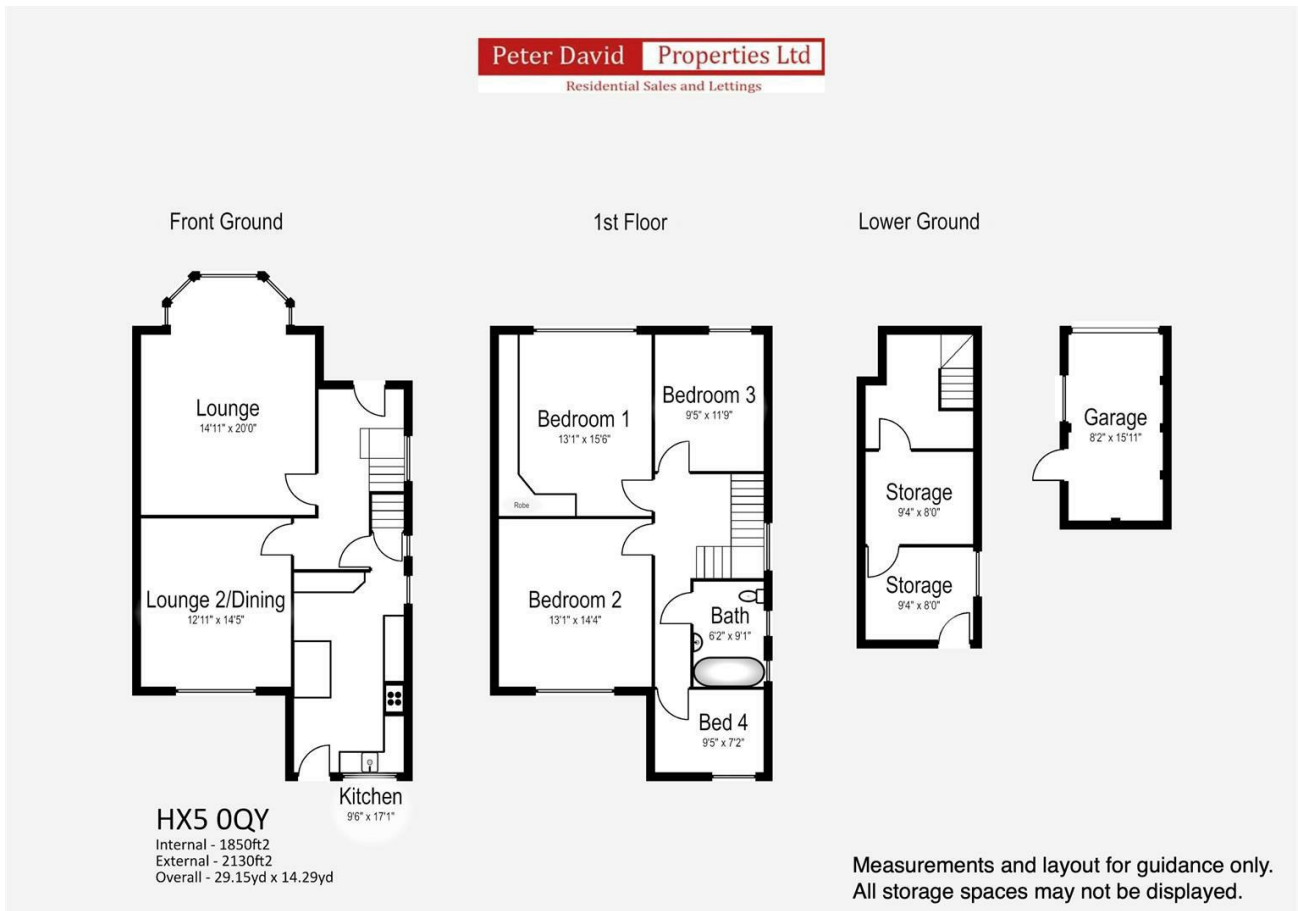 Peter David Properties Ltd
Residential Sales and Lettings
Front Ground
1st Floor
Lower Ground
Lounge
14'11" x 20'0"
Lounge 2/Dining
12'11" x 14'5"
Kitchen
9'6" x 17'1"
Bedroom 1
13'1" x 15'6"
Robe
Bedroom 3
9'5" x 11'9"
Bedroom 2
13'1" x 14'4"
Bath
6'2" x 9'1"
Bed 4
9'5" x 7'2"
Storage
9'4" x 8'0"
Storage
9'4" x 8'0"
Garage
8'2" x 15'11"
HX5 0QY
Internal - 1850ft2
External - 2130ft2
Overall - 29.15yd x 14.29yd
Measurements and layout for guidance only.
All storage spaces may not be displayed.